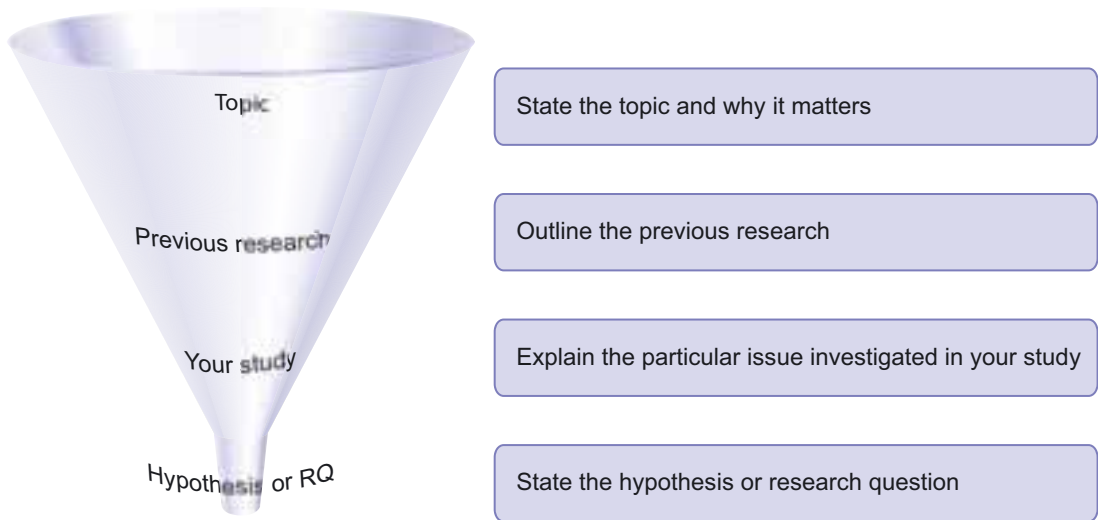 Topic
State the topic and why it matters
Previous research
Outline the previous research
Your study
Explain the particular issue investigated in your study
Hypothesis or RQ
State the hypothesis or research question